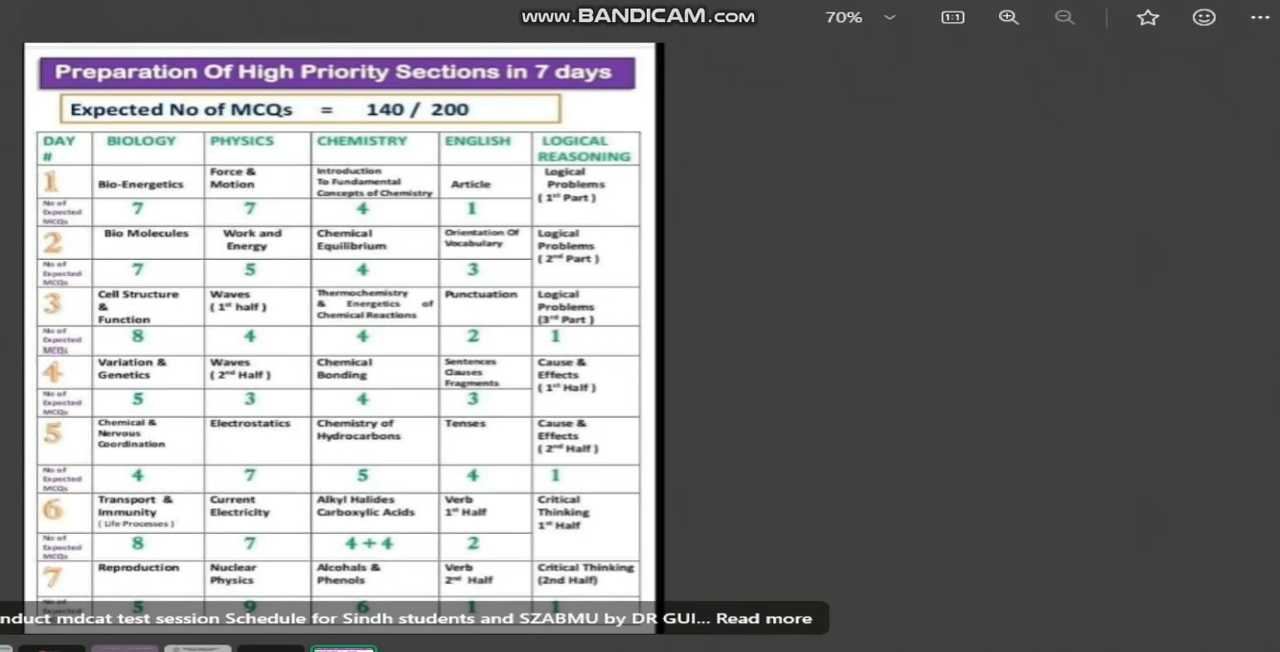 www.BANDICAM.com
70%
1:1
Preparation Of High Priority Sections in 7 days
Expected No of MCQs = 140 / 200
DAY # BIOLOGY PHYSICS CHEMISTRY ENGLISH LOGICAL REASONING
1 Bio-Energetics Force & Motion Introduction To Fundamental Concepts of Chemistry Article Logical Problems ( 1st Part )
No of Expected MCQs 7 7 4 1
2 Bio Molecules Work and Energy Chemical Equilibrium Orientation Of Vocabulary Logical Problems ( 2nd Part )
No of Expected MCQs 7 5 4 3
3 Cell Structure & Function Waves ( 1st half ) Thermochemistry & Energetics of Chemical Reactions Punctuation Logical Problems (3rd Part )
No of Expected MCQs 8 4 4 2 1
4 Variation & Genetics Waves ( 2nd Half ) Chemical Bonding Sentences Clauses Fragments Cause & Effects ( 1st Half )
No of Expected MCQs 5 3 4 3
5 Chemical & Nervous Coordination Electrostatics Chemistry of Hydrocarbons Tenses Cause & Effects ( 2nd Half )
No of Expected MCQs 4 7 5 4 1
6 Transport & Immunity ( Life Processes ) Current Electricity Alkyl Halides Carboxylic Acids Verb 1st Half Critical Thinking 1st Half
No of Expected MCQs 8 7 4 + 4 2
7 Reproduction Nuclear Physics Alcohals & Phenols Verb 2nd Half Critical Thinking (2nd Half)
No of Expected 5 9 6 1 1
nduct mdcat test session Schedule for Sindh students and SZABMU by DR GUI... Read more